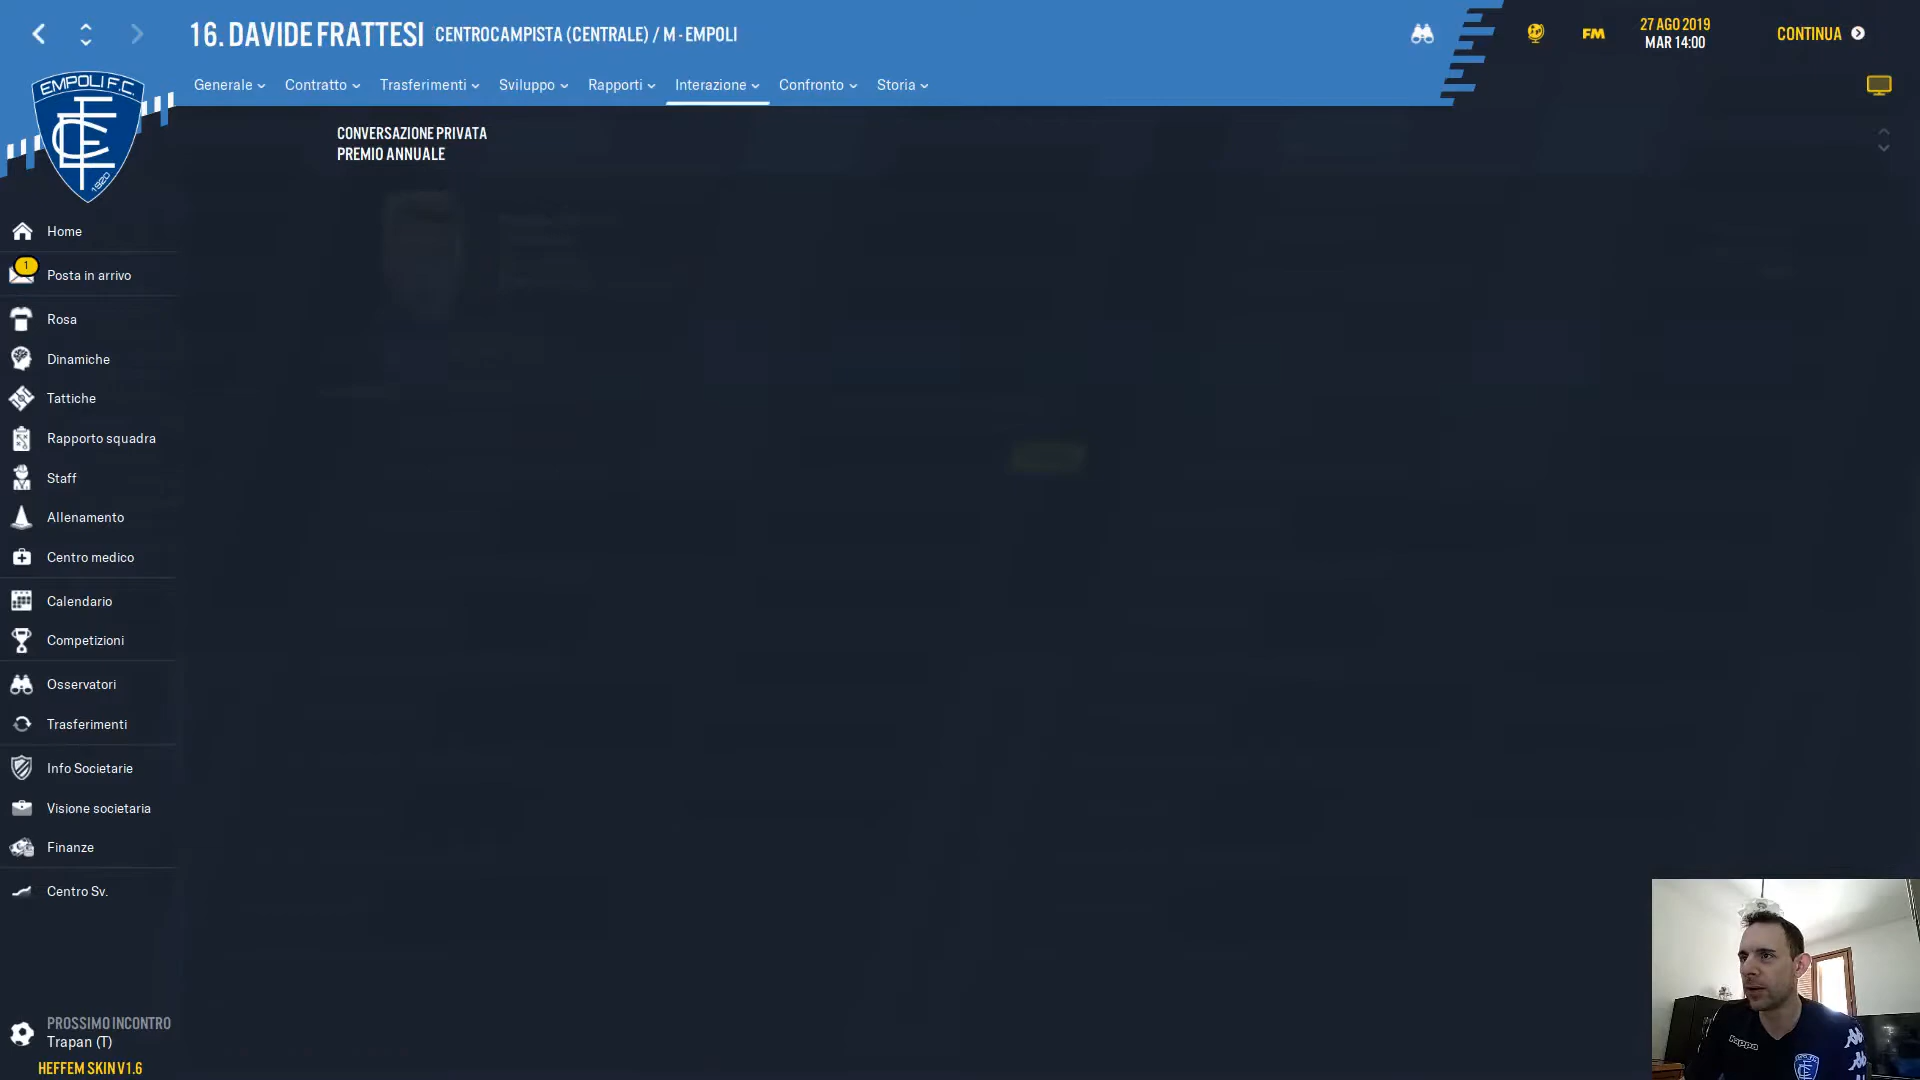 16. DAVIDE FRATTESI CENTROCAMPISTA (CENTRALE) / M - EMPOLI
FM
27 AGO 2019
MAR 14:00
CONTINUA
Generale
Contratto
Trasferimenti
Sviluppo
Rapporti
Interazione
Confronto
Storia
EMPOLI F.C.
1920
CONVERSAZIONE PRIVATA
PREMIO ANNUALE
Home
1
Posta in arrivo
Rosa
Dinamiche
Tattiche
Rapporto squadra
Staff
Allenamento
Centro medico
Calendario
Competizioni
Osservatori
Trasferimenti
Info Societarie
Visione societaria
Finanze
Centro Sv.
PROSSIMO INCONTRO
Trapan (T)
HEFFEM SKIN V1.6
Kappa